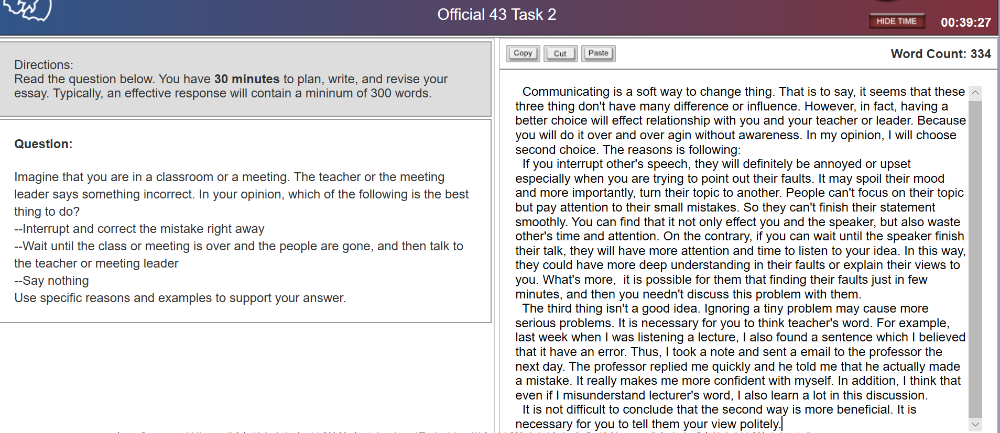 Official 43 Task 2
HIDE TIME
00:39:27
Directions:
Read the question below. You have 30 minutes to plan, write, and revise your
essay. Typically, an effective response will contain a mininum of 300 words.
Question:
Imagine that you are in a classroom or a meeting. The teacher or the meeting
leader says something incorrect. In your opinion, which of the following is the best
thing to do?
--Interrupt and correct the mistake right away
--Wait until the class or meeting is over and the people are gone, and then talk to
the teacher or meeting leader
--Say nothing
Use specific reasons and examples to support your answer.
Copy
Cut
Paste
Word Count: 334
Communicating is a soft way to change thing. That is to say, it seems that these
three thing don't have many difference or influence. However, in fact, having a
better choice will effect relationship with you and your teacher or leader. Because
you will do it over and over agin without awareness. In my opinion, I will choose
second choice. The reasons is following:
If you interrupt other's speech, they will definitely be annoyed or upset
especially when you are trying to point out their faults. It may spoil their mood
and more importantly, turn their topic to another. People can't focus on their topic
but pay attention to their small mistakes. So they can't finish their statement
smoothly. You can find that it not only effect you and the speaker, but also waste
other's time and attention. On the contrary, if you can wait until the speaker finish
their talk, they will have more attention and time to listen to your idea. In this way,
they could have more deep understanding in their faults or explain their views to
you. What's more,  it is possible for them that finding their faults just in few
minutes, and then you needn't discuss this problem with them.
The third thing isn't a good idea. Ignoring a tiny problem may cause more
serious problems. It is necessary for you to think teacher's word. For example,
last week when I was listening a lecture, I also found a sentence which I believed
that it have an error. Thus, I took a note and sent a email to the professor the
next day. The professor replied me quickly and he told me that he actually made
a mistake. It really makes me more confident with myself. In addition, I think that
even if I misunderstand lecturer's word, I also learn a lot in this discussion.
It is not difficult to conclude that the second way is more beneficial. It is
necessary for you to tell them your view politely.